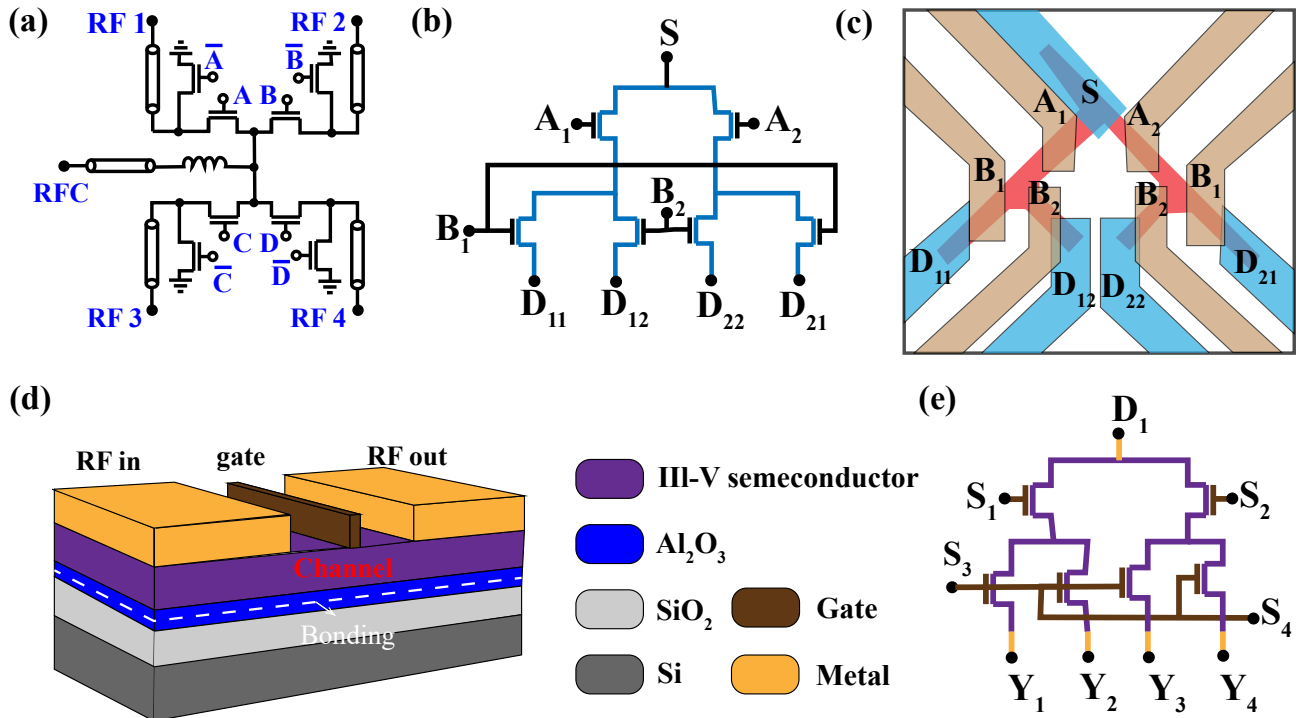 (a)
RF 1
RF 2
A̅
B̅
A
B
RFC
C
D
C̅
D̅
RF 3
RF 4
(b)
S
A₁
A₂
B₂
B₁
D₁₁
D₁₂
D₂₂
D₂₁
(c)
S
A₁
A₂
B₁
B₂
B₂
B₁
D₁₁
D₁₂
D₂₂
D₂₁
(d)
RF in
gate
RF out
Channel
Bonding
III-V semeconductor
Al₂O₃
SiO₂
Si
Gate
Metal
(e)
D₁
S₁
S₂
S₃
S₄
Y₁
Y₂
Y₃
Y₄